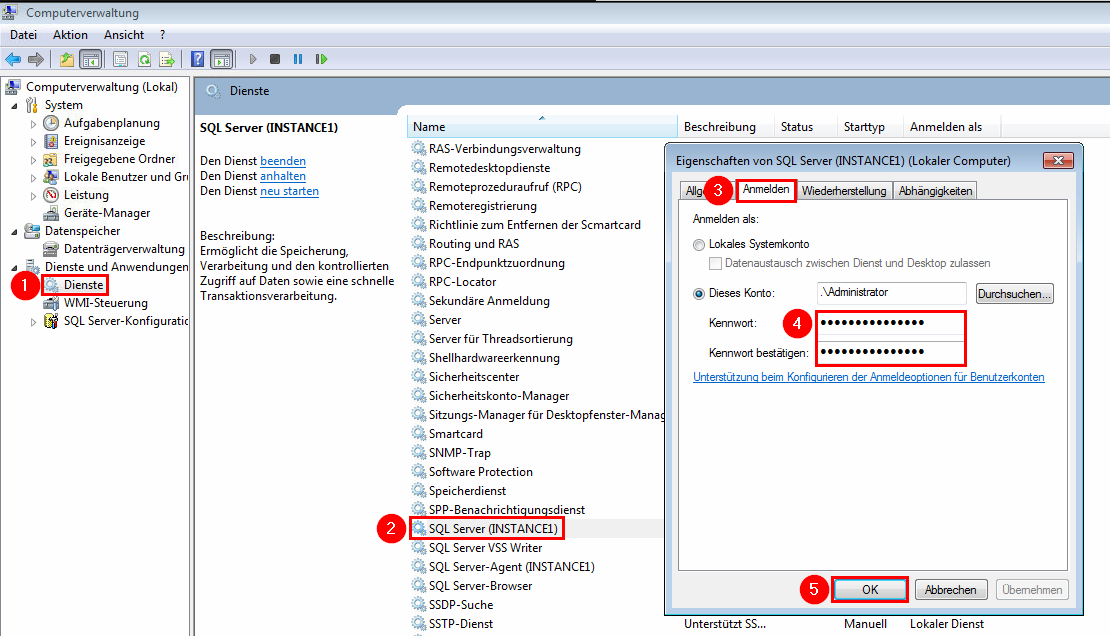 Computerverwaltung
Datei Aktion Ansicht ?
Computerverwaltung (Lokal)
System
Aufgabenplanung
Ereignisanzeige
Freigegebene Ordner
Lokale Benutzer und Gru
Leistung
Geräte-Manager
Datenspeicher
Datenträgerverwaltung
Dienste und Anwendungen
1
Dienste
WMI-Steuerung
SQL Server-Konfiguratio
Dienste
SQL Server (INSTANCE1)
Den Dienst beenden
Den Dienst anhalten
Den Dienst neu starten
Beschreibung:
Ermöglicht die Speicherung,
Verarbeitung und den kontrollierten
Zugriff auf Daten sowie eine schnelle
Transaktionsverarbeitung.
Name Beschreibung Status Starttyp Anmelden als
RAS-Verbindungsverwaltung
Remotedesktopdienste
Remoteprozeduraufruf (RPC)
Remoteregistrierung
Richtlinie zum Entfernen der Scmartcard
Routing und RAS
RPC-Endpunktzuordnung
RPC-Locator
Sekundäre Anmeldung
Server
Server für Threadsortierung
Shellhardwareerkennung
Sicherheitscenter
Sicherheitskonto-Manager
Sitzungs-Manager für Desktopfenster-Manag
Smartcard
SNMP-Trap
Software Protection
Speicherdienst
SPP-Benachrichtigungsdienst
2
SQL Server (INSTANCE1)
SQL Server VSS Writer
SQL Server-Agent (INSTANCE1)
SQL Server-Browser
SSDP-Suche
SSTP-Dienst Unterstützt SS... Manuell Lokaler Dienst
Eigenschaften von SQL Server (INSTANCE1) (Lokaler Computer)
Allg 3 Anmelden Wiederherstellung Abhängigkeiten
Anmelden als:
Lokales Systemkonto
Datenaustausch zwischen Dienst und Desktop zulassen
Dieses Konto: .\Administrator Durchsuchen...
Kennwort: 4 ●●●●●●●●●●●●●●●
Kennwort bestätigen: ●●●●●●●●●●●●●●●
Unterstützung beim Konfigurieren der Anmeldeoptionen für Benutzerkonten
5 OK Abbrechen Übernehmen